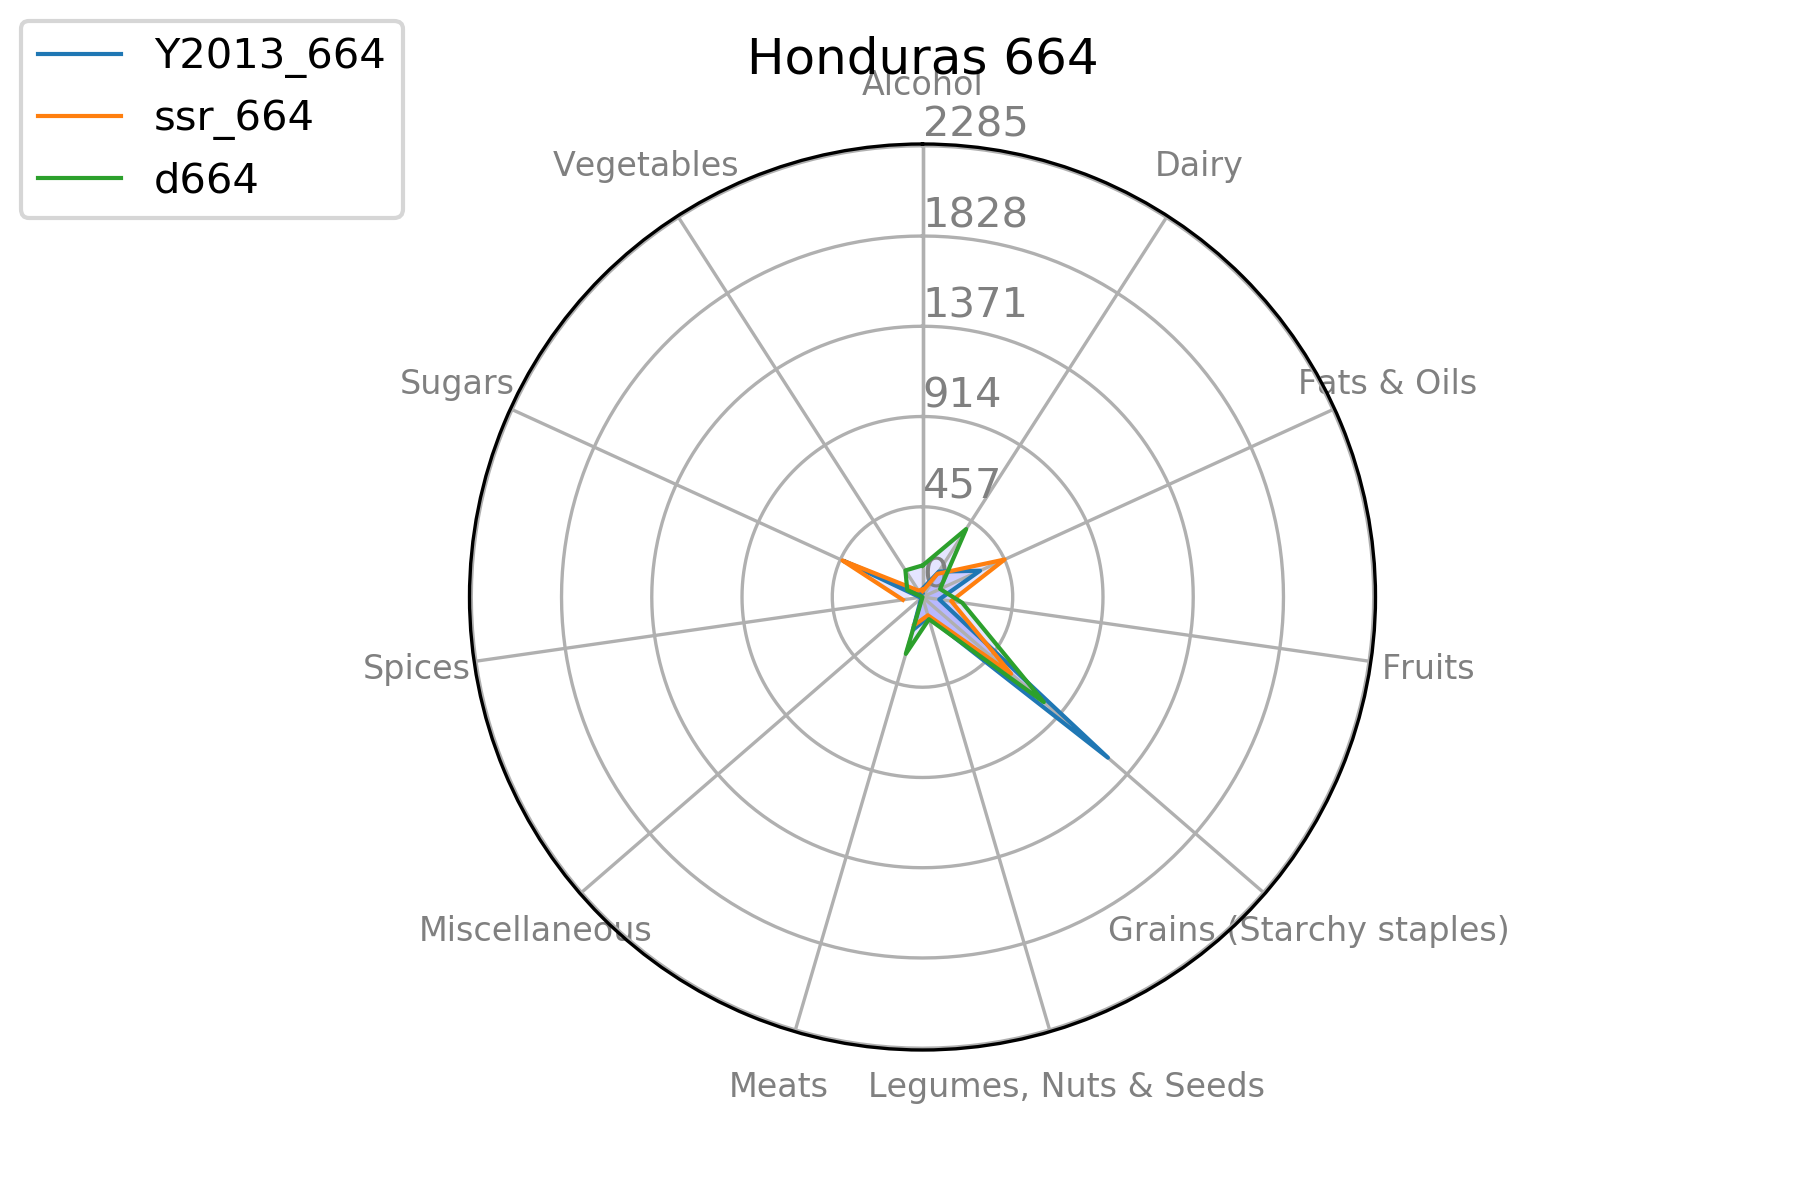 Honduras 664
Y2013_664
ssr_664
d664
Alcohol
Dairy
Fats & Oils
Fruits
Grains (Starchy staples)
Legumes, Nuts & Seeds
Meats
Miscellaneous
Spices
Sugars
Vegetables
2285
1828
1371
914
457
0